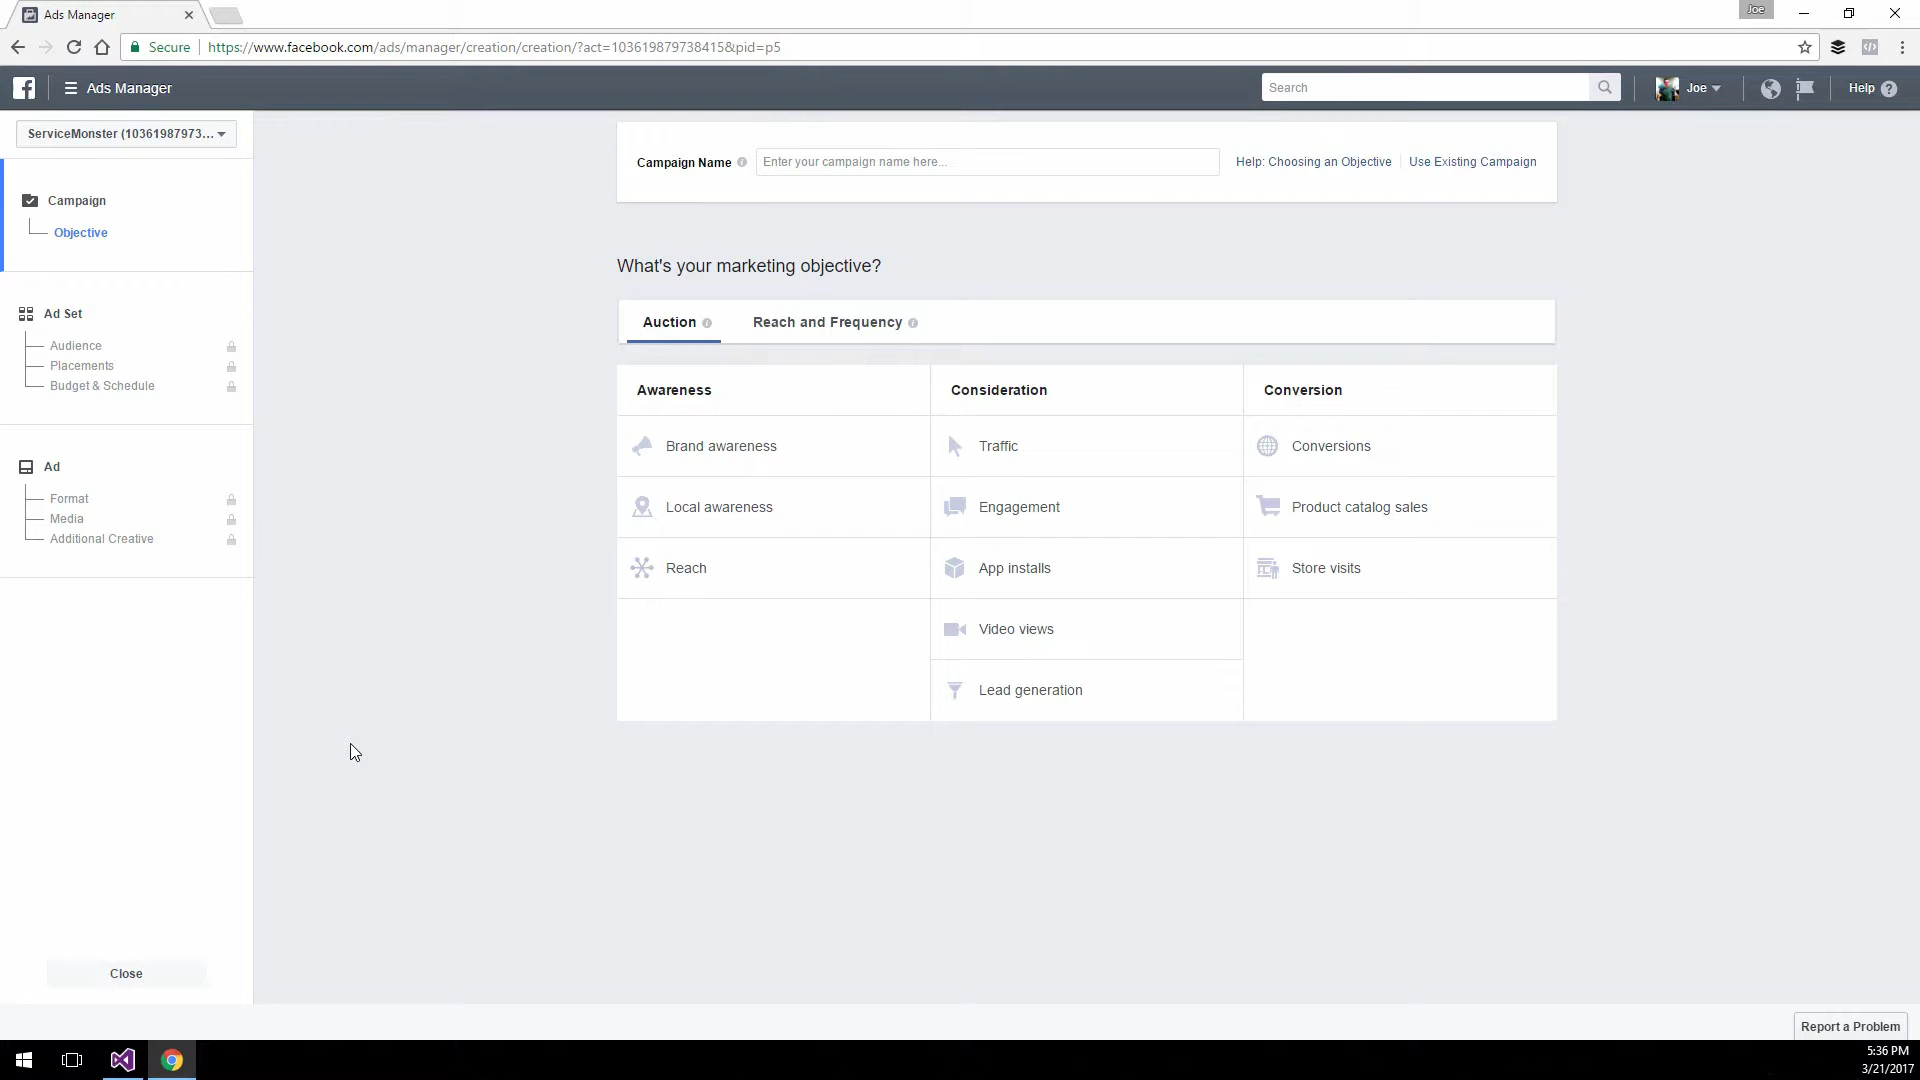 Ads Manager
Joe
Secure
https://www.facebook.com/ads/manager/creation/creation/?act=103619879738415&pid=p5
Ads Manager
Search
Joe
Help
ServiceMonster (10361987973...
Campaign
Objective
Ad Set
Audience
Placements
Budget & Schedule
Ad
Format
Media
Additional Creative
Close
Campaign Name
Enter your campaign name here...
Help: Choosing an Objective
Use Existing Campaign
What's your marketing objective?
Auction
Reach and Frequency
Awareness
Consideration
Conversion
Brand awareness
Traffic
Conversions
Local awareness
Engagement
Product catalog sales
Reach
App installs
Store visits
Video views
Lead generation
Report a Problem
5:36 PM
3/21/2017